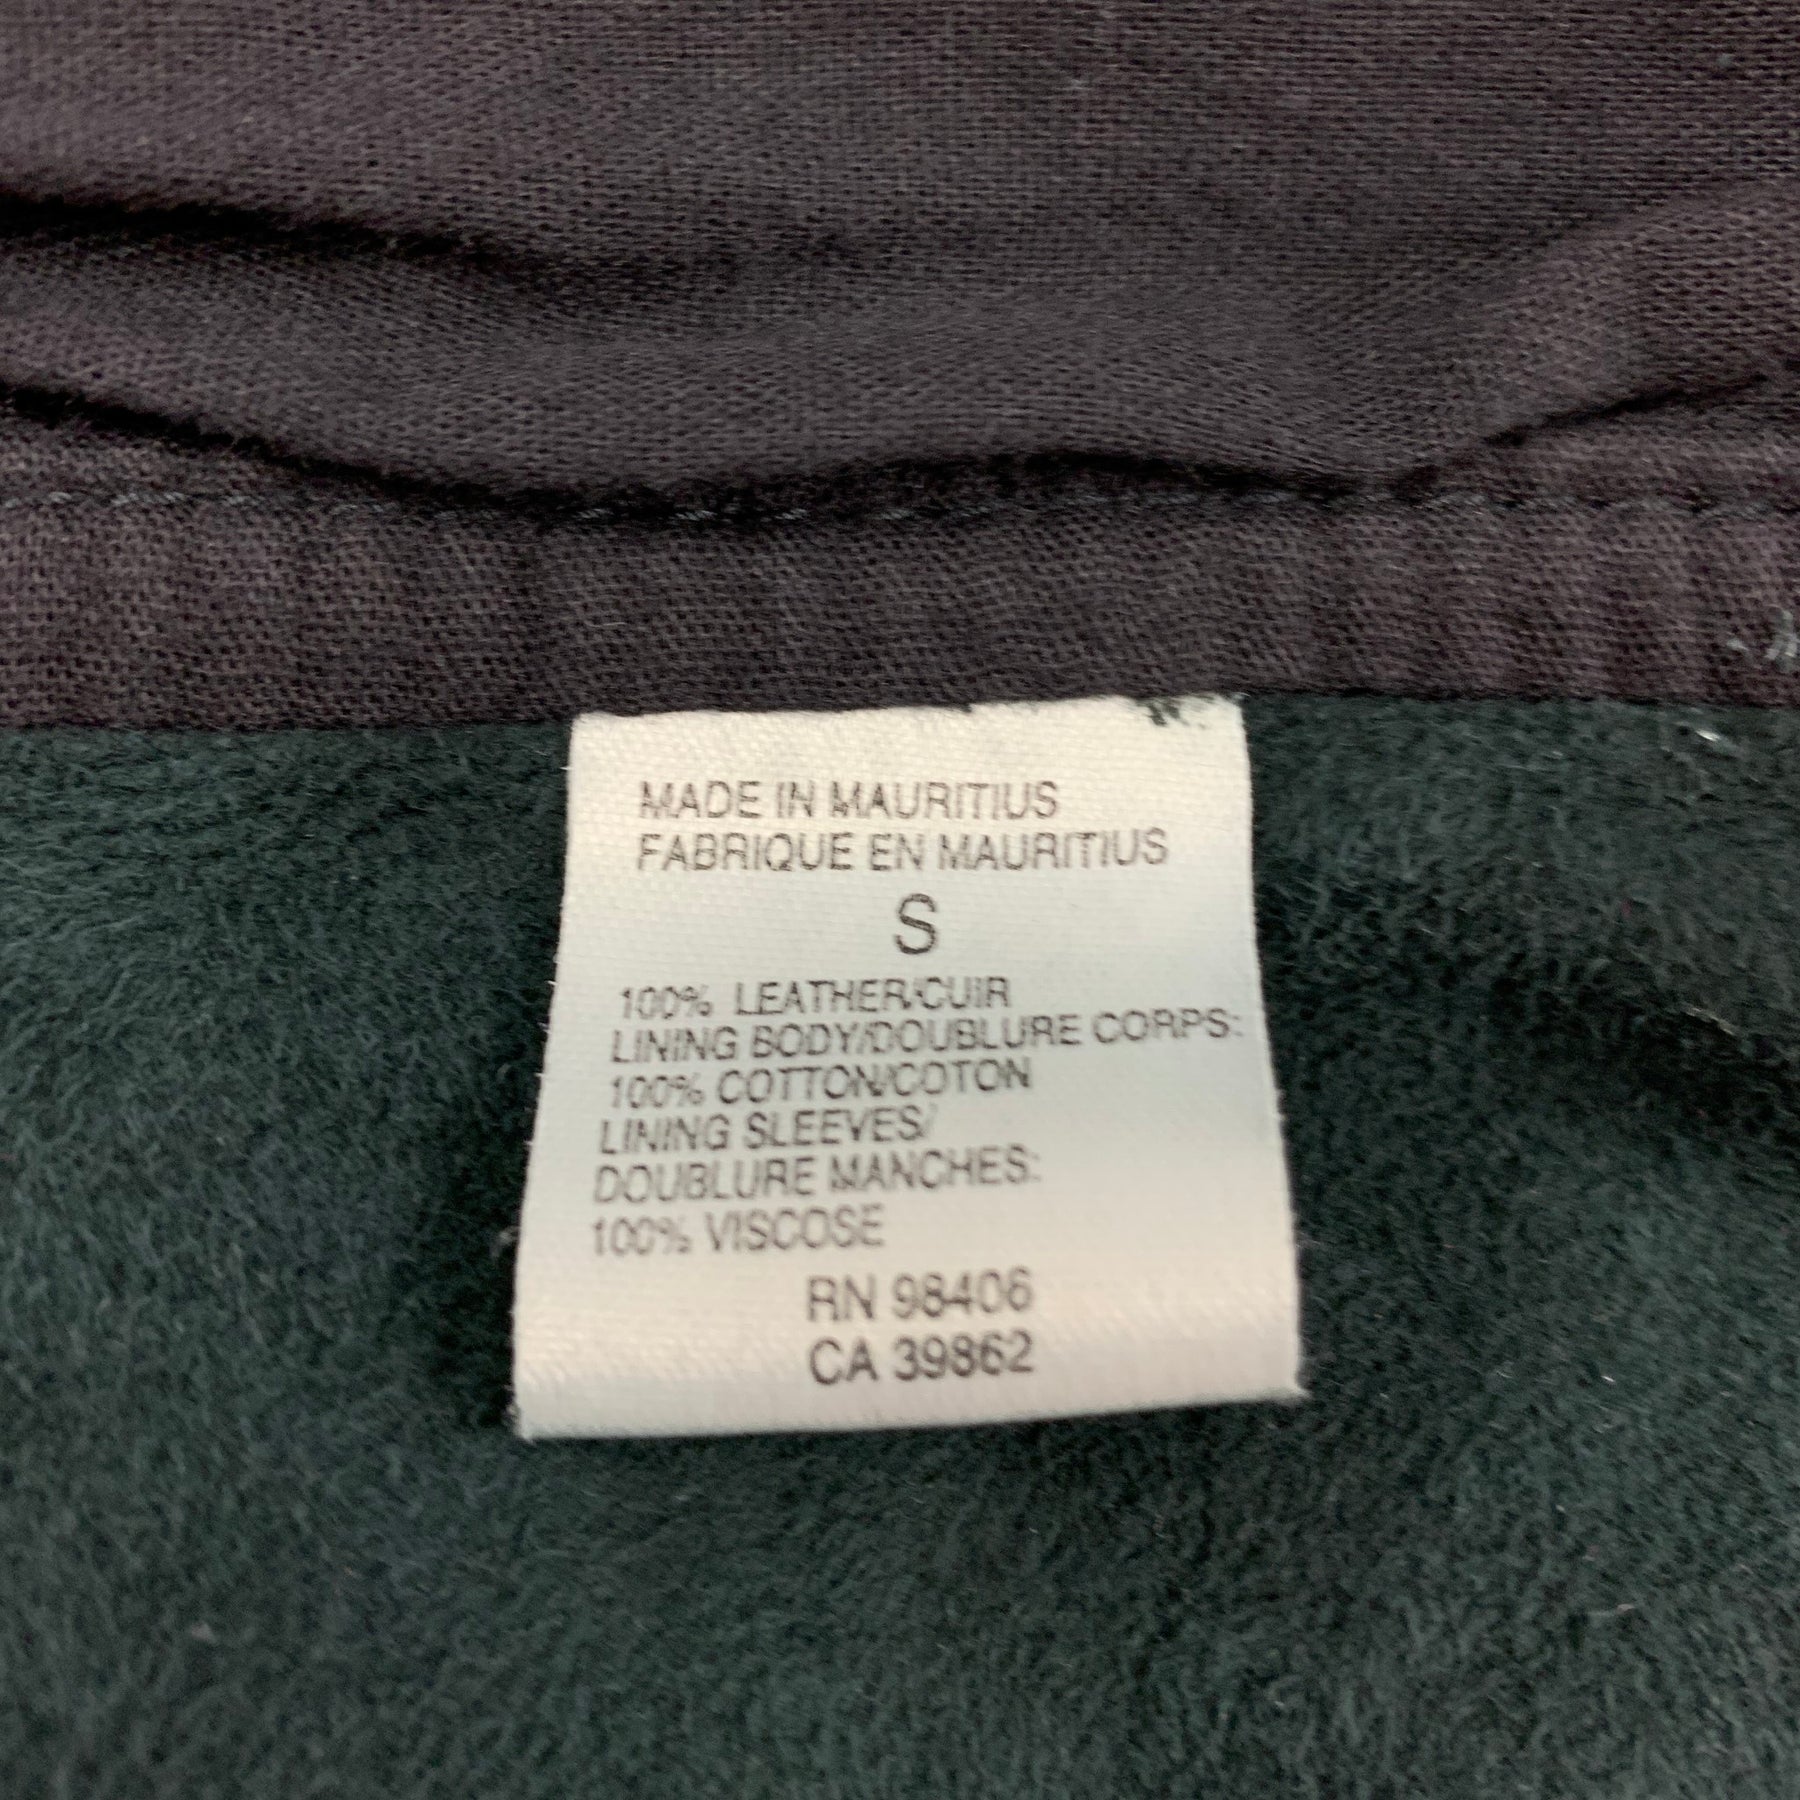 MADE IN MAURITIUS
FABRIQUE EN MAURITIUS
S
100% LEATHER/CUIR
LINING BODY/DOUBLURE CORPS:
100% COTTON/COTON
LINING SLEEVES/
DOUBLURE MANCHES:
100% VISCOSE
RN 98406
CA 39862